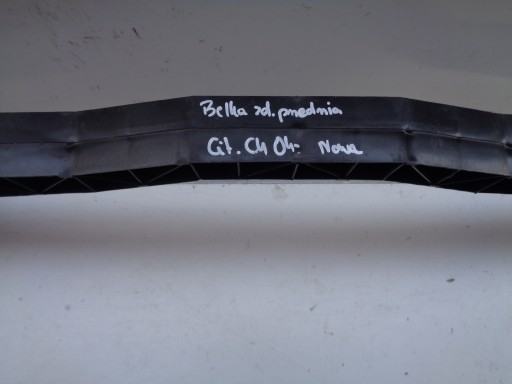 Belka zd. przednia
Cit. C4 04- Nowa